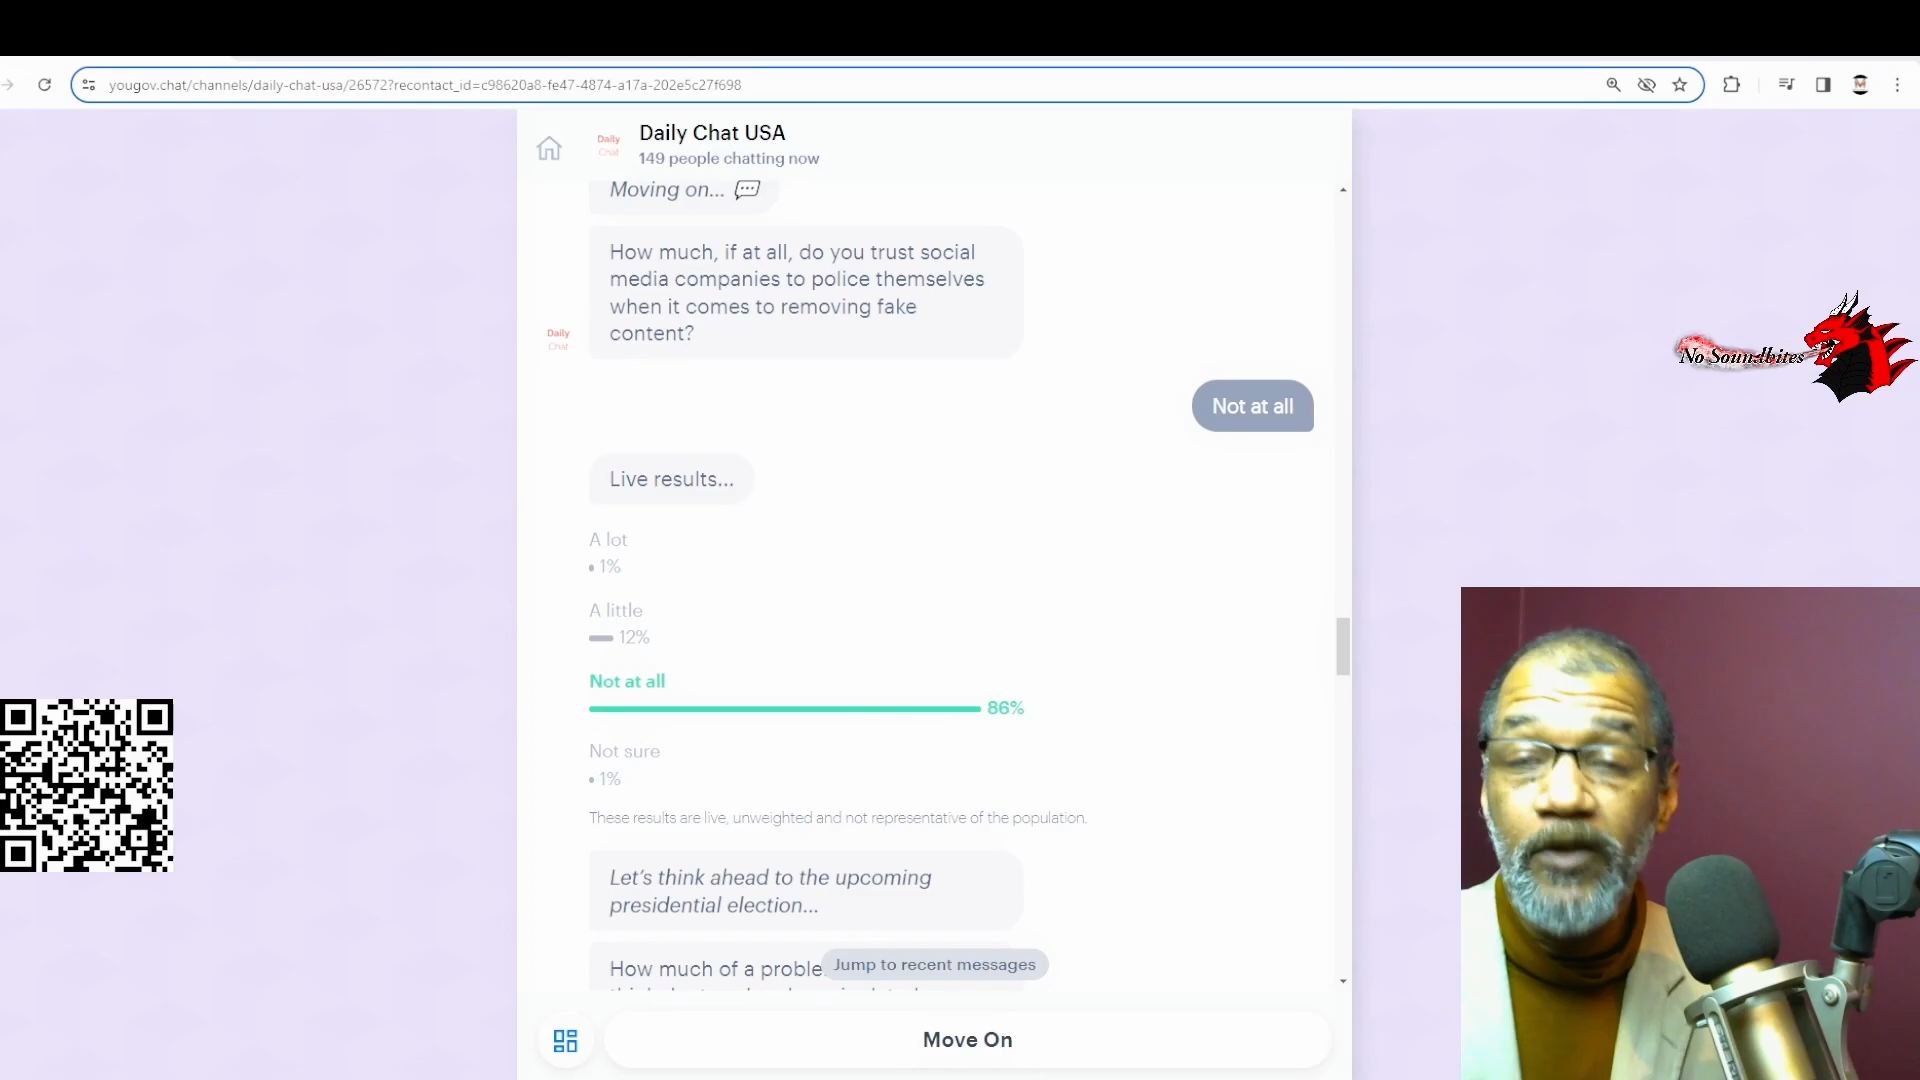 yougov.chat/channels/daily-chat-usa/26572?recontact_id=c98620a8-fe47-4874-a17a-202e5c27f698
Daily Chat
Daily Chat USA
149 people chatting now
Moving on... 💬
How much, if at all, do you trust social
media companies to police themselves
when it comes to removing fake
content?
Daily
Chat
Not at all
Live results...
A lot
1%
A little
12%
Not at all
86%
Not sure
1%
These results are live, unweighted and not representative of the population.
Let's think ahead to the upcoming
presidential election...
How much of a proble
Jump to recent messages
Move On
No Soundbites